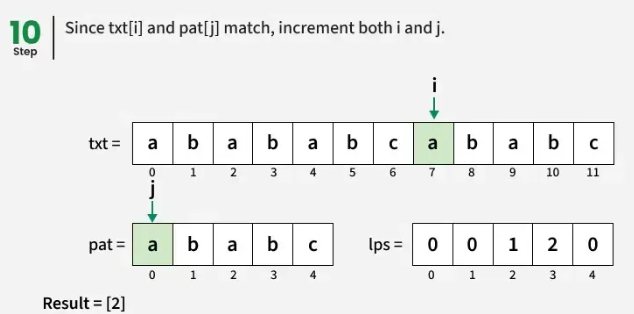 10 Since txt[i] and pat[j] match, increment both i and j.
Step
i
txt = a b a b a b c a b a b c
0 1 2 3 4 5 6 7 8 9 10 11
j
pat = a b a b c lps = 0 0 1 2 0
0 1 2 3 4 0 1 2 3 4
Result = [2]